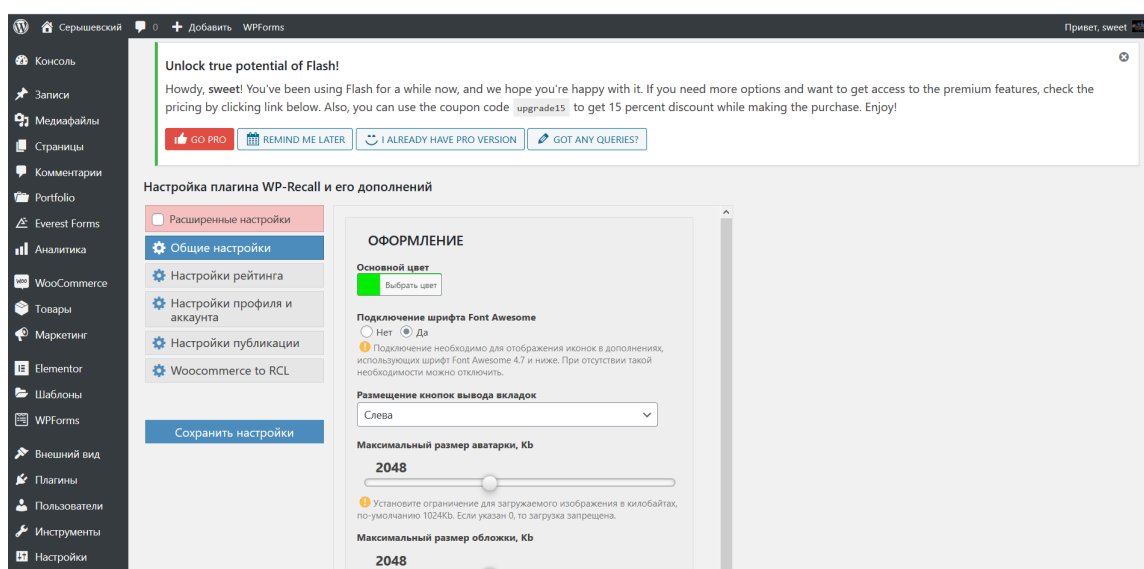 Серышевский 0 Добавить WPForms Привет, sweet
Консоль
Записи
Медиафайлы
Страницы
Комментарии
Portfolio
Everest Forms
Аналитика
WooCommerce
Товары
Маркетинг
Elementor
Шаблоны
WPForms
Внешний вид
Плагины
Пользователи
Инструменты
Настройки
Unlock true potential of Flash!
Howdy, sweet! You've been using Flash for a while now, and we hope you're happy with it. If you need more options and want to get access to the premium features, check the
pricing by clicking link below. Also, you can use the coupon code upgrade15 to get 15 percent discount while making the purchase. Enjoy!
GO PRO REMIND ME LATER I ALREADY HAVE PRO VERSION GOT ANY QUERIES?
Настройка плагина WP-Recall и его дополнений
Расширенные настройки
Общие настройки
Настройки рейтинга
Настройки профиля и
аккаунта
Настройки публикации
Woocommerce to RCL
Сохранить настройки
ОФОРМЛЕНИЕ
Основной цвет
Выбрать цвет
Подключение шрифта Font Awesome
Нет Да
Подключение необходимо для отображения иконок в дополнениях,
использующих шрифт Font Awesome 4.7 и ниже. При отсутствии такой
необходимости можно отключить.
Размещение кнопок вывода вкладок
Слева
Максимальный размер аватарки, Kb
2048
Установите ограничение для загружаемого изображения в килобайтах,
по-умолчанию 1024Kb. Если указан 0, то загрузка запрещена.
Максимальный размер обложки, Kb
2048